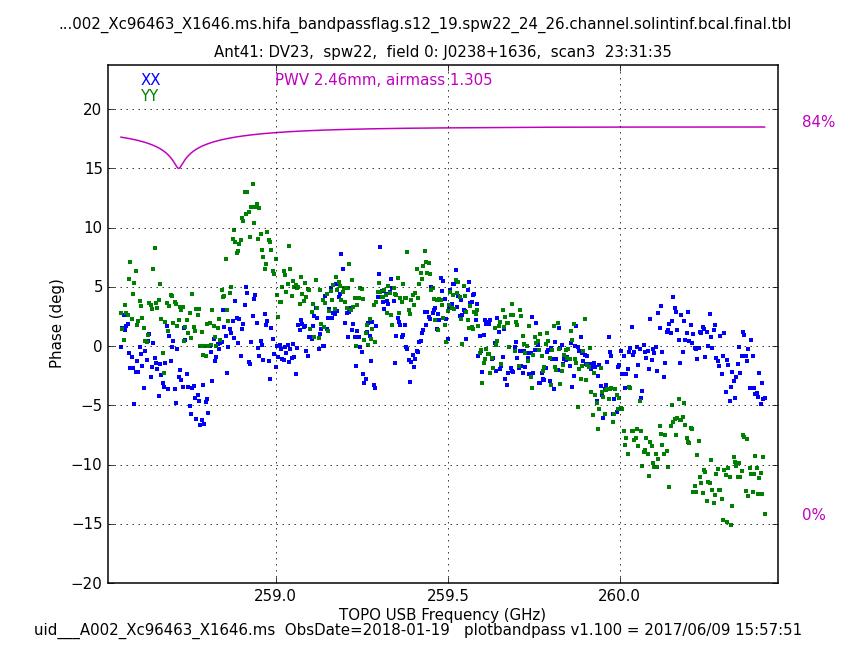 ...002_Xc96463_X1646.ms.hifa_bandpassflag.s12_19.spw22_24_26.channel.solintinf.bcal.final.tbl
Ant41: DV23, spw22, field 0: J0238+1636, scan3 23:31:35
XX
PWV 2.46mm, airmass 1.305
YY
20
84%
15
10
5
Phase (deg)
0
−5
−10
−15
0%
−20
259.0
259.5
260.0
TOPO USB Frequency (GHz)
uid___A002_Xc96463_X1646.ms ObsDate=2018-01-19 plotbandpass v1.100 = 2017/06/09 15:57:51